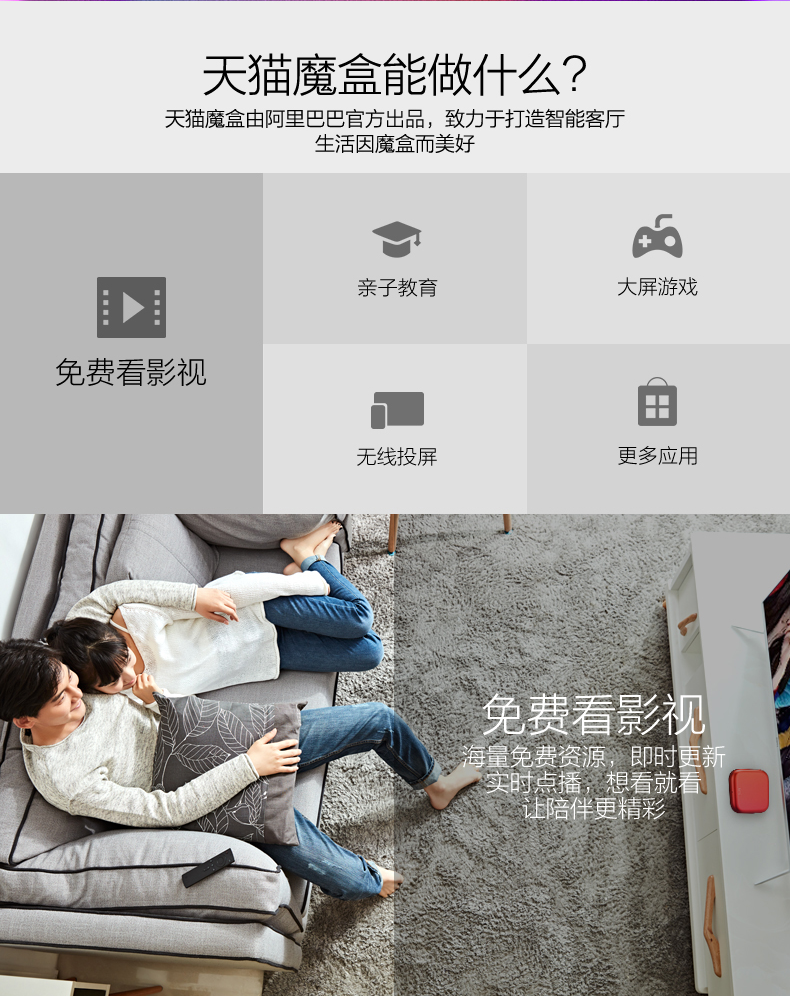 天猫魔盒能做什么?
天猫魔盒由阿里巴巴官方出品，致力于打造智能客厅
生活因魔盒而美好
免费看影视
亲子教育
大屏游戏
无线投屏
更多应用
免费看影视
海量免费资源，即时更新
实时点播，想看就看
让陪伴更精彩